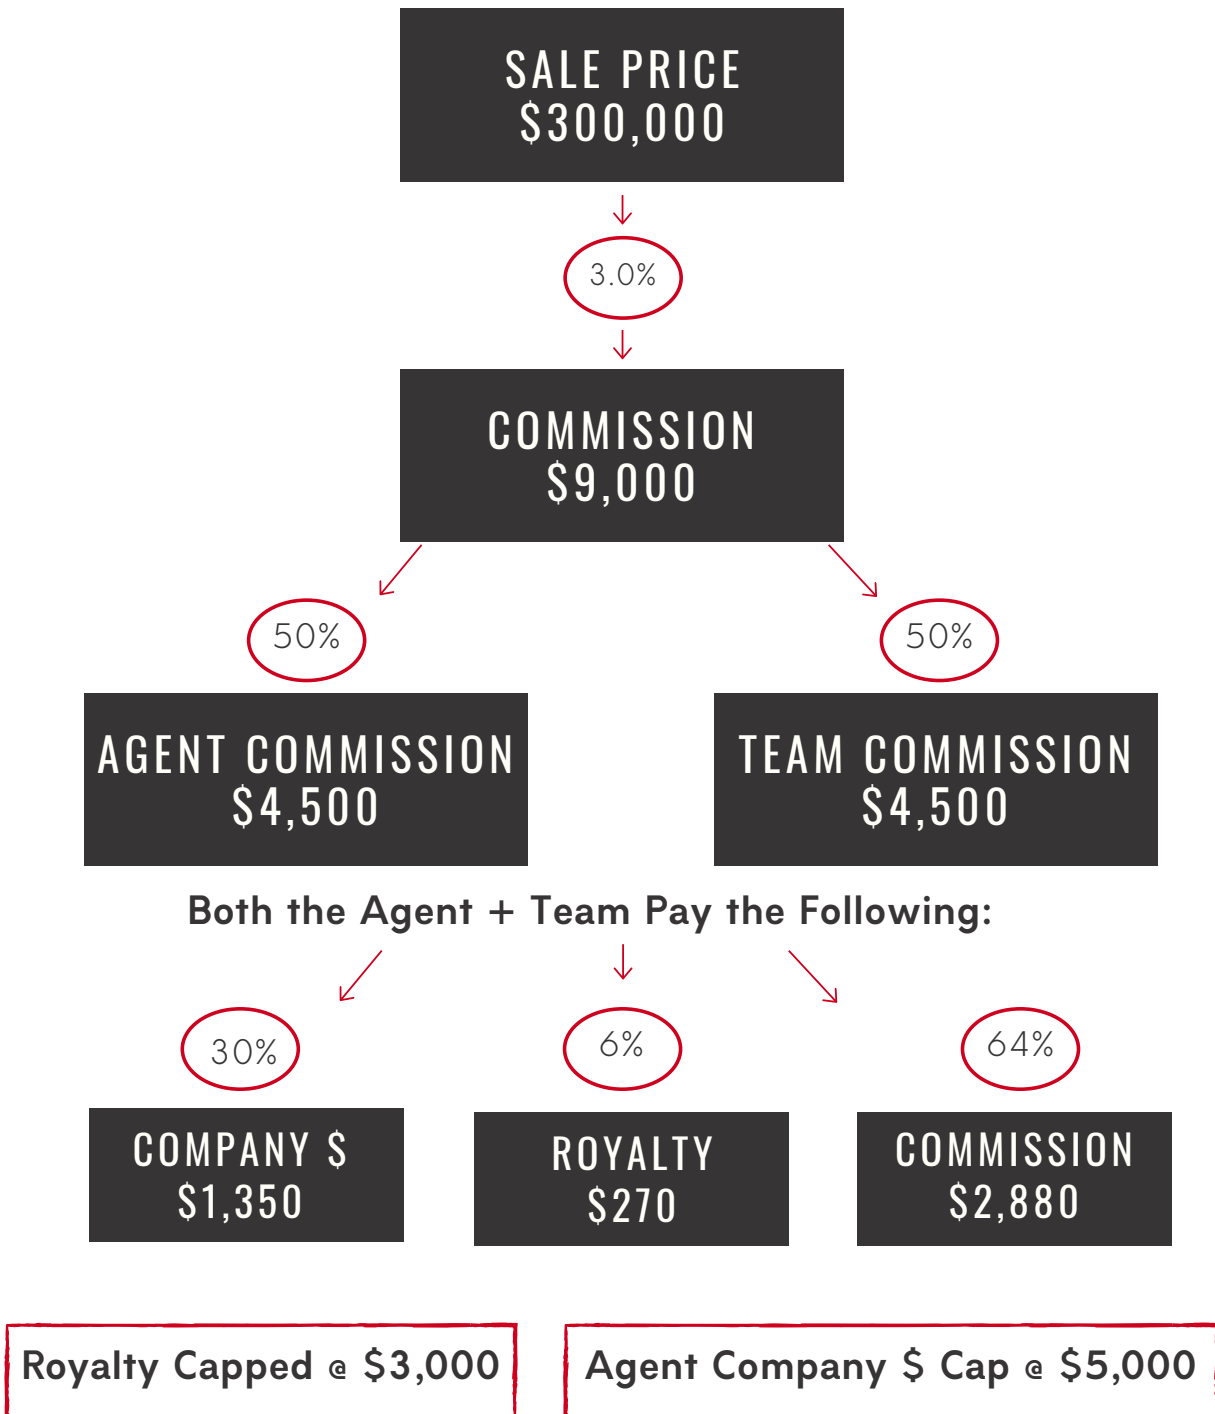 SALE PRICE
$300,000
3.0%
COMMISSION
$9,000
50%
50%
AGENT COMMISSION
$4,500
TEAM COMMISSION
$4,500
Both the Agent + Team Pay the Following:
30%
6%
64%
COMPANY $
$1,350
ROYALTY
$270
COMMISSION
$2,880
Royalty Capped @ $3,000
Agent Company $ Cap @ $5,000